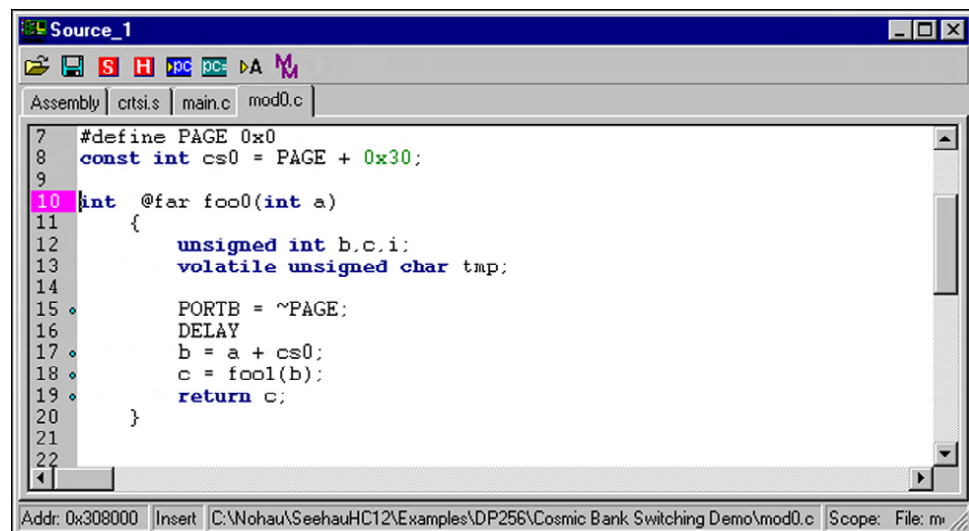 Source_1
S H pc pc= A M M
Assembly crtsi.s main.c mod0.c
7 #define PAGE 0x0
8 const int cs0 = PAGE + 0x30;
9
10 int @far foo0(int a)
11 {
12 unsigned int b,c,i;
13 volatile unsigned char tmp;
14
15 PORTB = ~PAGE;
16 DELAY
17 b = a + cs0;
18 c = foo1(b);
19 return c;
20 }
21
22
Addr: 0x308000 Insert C:\Nohau\SeehauHC12\Examples\DP256\Cosmic Bank Switching Demo\mod0.c Scope: File: